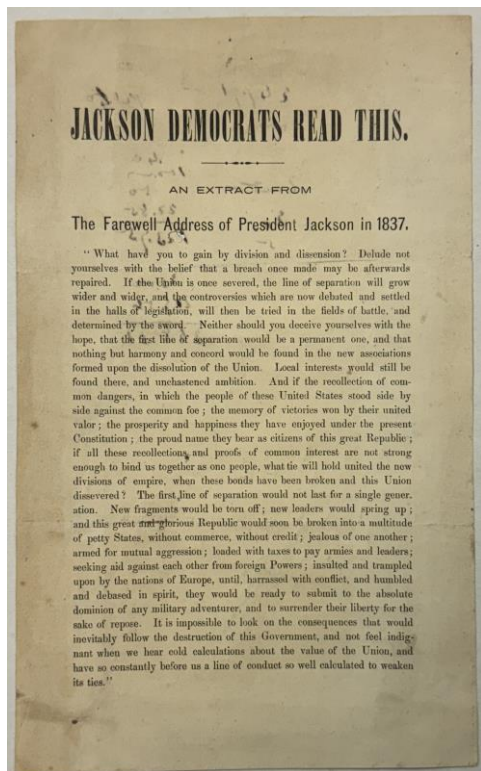 JACKSON DEMOCRATS READ THIS.
AN EXTRACT FROM
The Farewell Address of President Jackson in 1837.
" What have you to gain by division and dissension ? Delude not
yourselves with the belief that a breach once made may be afterwards
repaired. If the Union is once severed, the line of separation will grow
wider and wider, and the controversies which are now debated and settled
in the halls of legislation, will then be tried in the fields of battle, and
determined by the sword. Neither should you deceive yourselves with the
hope, that the first line of separation would be a permanent one, and that
nothing but harmony and concord would be found in the new associations
formed upon the dissolution of the Union. Local interests would still be
found there, and unchastened ambition. And if the recollection of com-
mon dangers, in which the people of these United States stood side by
side against the common foe ; the memory of victories won by their united
valor ; the prosperity and happiness they have enjoyed under the present
Constitution ; the proud name they bear as citizens of this great Republic ;
if all these recollections and proofs of common interest are not strong
enough to bind us together as one people, what tie will hold united the new
divisions of empire, when these bonds have been broken and this Union
dissevered ? The first line of separation would not last for a single gener.
ation. New fragments would be torn off ; new leaders would spring up ;
and this great and glorious Republic would soon be broken into a multitude
of petty States, without commerce, without credit ; jealous of one another ;
armed for mutual aggression ; loaded with taxes to pay armies and leaders ;
seeking aid against each other from foreign Powers ; insulted and trampled
upon by the nations of Europe, until, harrassed with conflict, and humbled
and debased in spirit, they would be ready to submit to the absolute
dominion of any military adventurer, and to surrender their liberty for the
sake of repose. It is impossible to look on the consequences that would
inevitably follow the destruction of this Government, and not feel indig-
nant when we hear cold calculations about the value of the Union, and
have so constantly before us a line of conduct so well calculated to weaken
its ties."